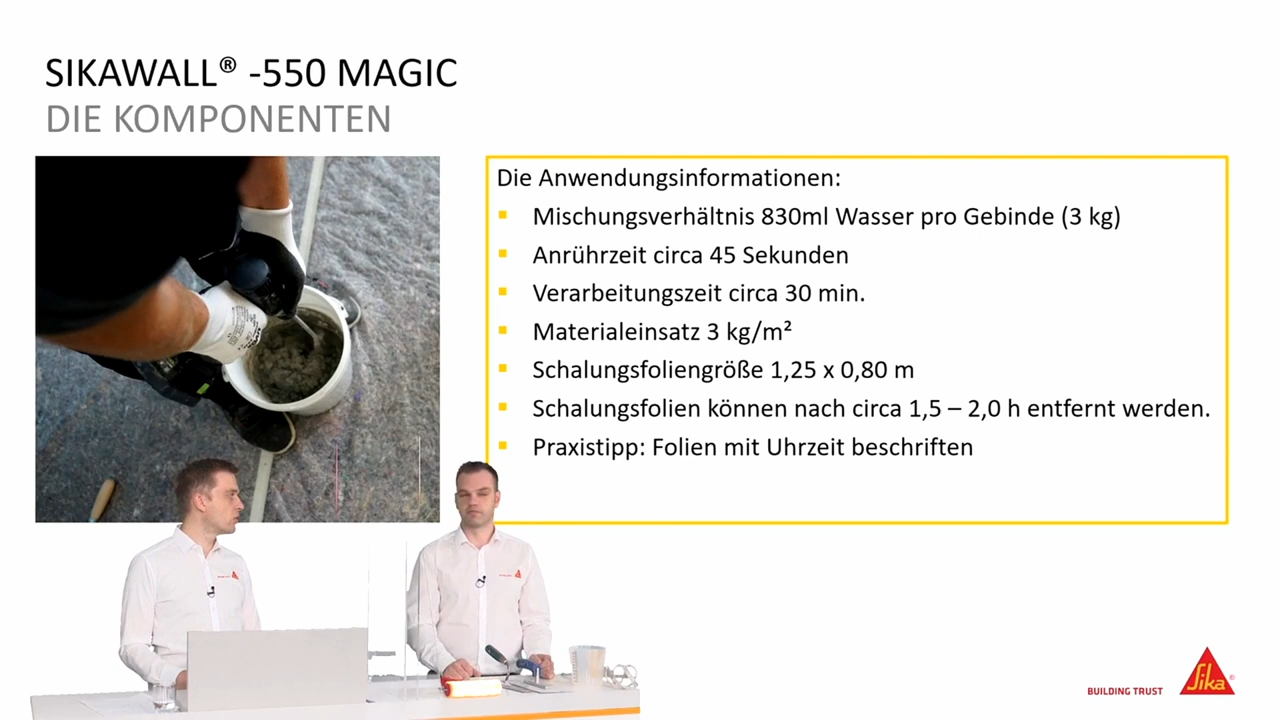 SIKAWALL® -550 MAGIC
DIE KOMPONENTEN
Die Anwendungsinformationen:
Mischungsverhältnis 830ml Wasser pro Gebinde (3 kg)
Anrührzeit circa 45 Sekunden
Verarbeitungszeit circa 30 min.
Materialeinsatz 3 kg/m²
Schalungsfoliengröße 1,25 x 0,80 m
Schalungsfolien können nach circa 1,5 – 2,0 h entfernt werden.
Praxistipp: Folien mit Uhrzeit beschriften
BUILDING TRUST
Sika®